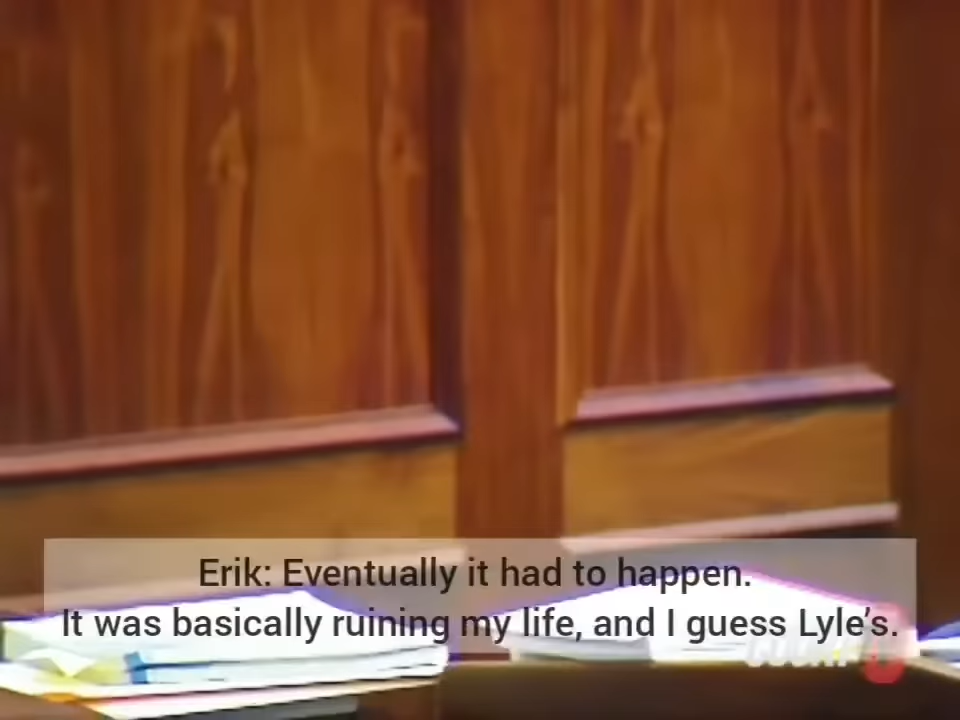 Erik: Eventually it had to happen.
It was basically ruining my life, and I guess Lyle’s.